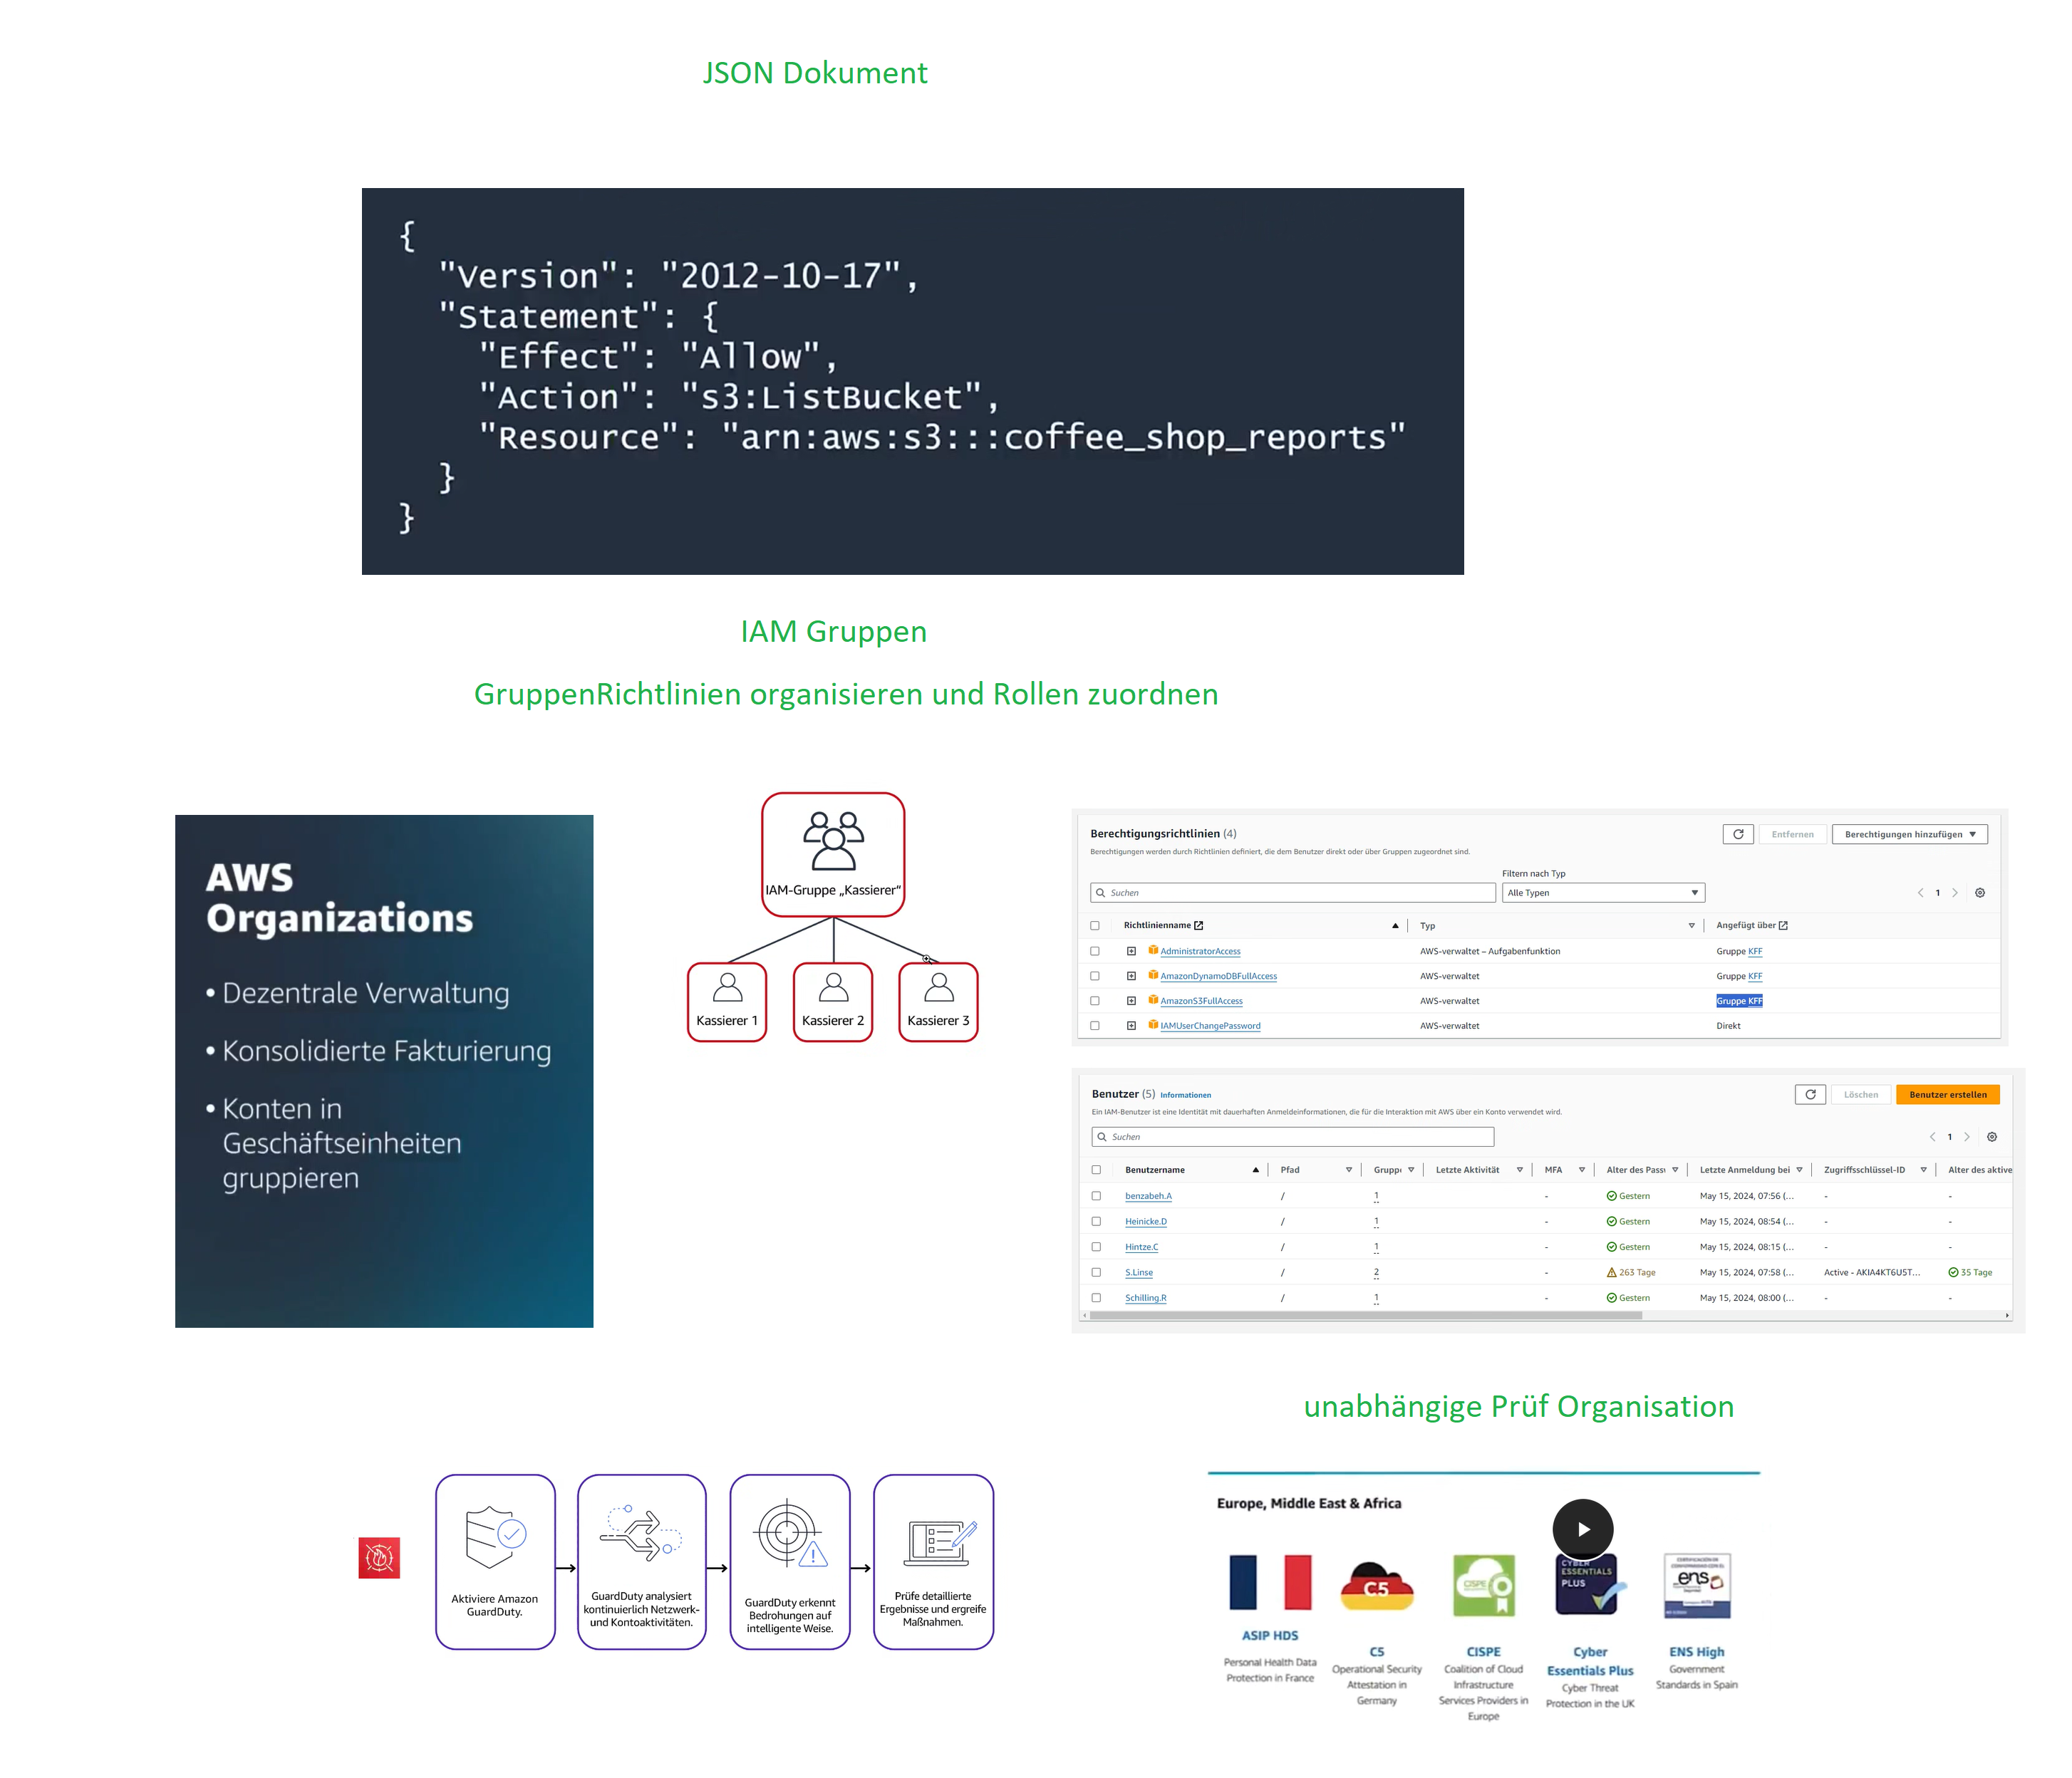 JSON Dokument
{
"Version": "2012-10-17",
"Statement": {
"Effect": "Allow",
"Action": "s3:ListBucket",
"Resource": "arn:aws:s3:::coffee_shop_reports"
}
}
IAM Gruppen
GruppenRichtlinien organisieren und Rollen zuordnen
AWS
Organizations
• Dezentrale Verwaltung
• Konsolidierte Fakturierung
• Konten in
Geschäftseinheiten
gruppieren
IAM-Gruppe „Kassierer“
Kassierer 1
Kassierer 2
Kassierer 3
Berechtigungsrichtlinien (4)
Entfernen
Berechtigungen hinzufügen
Berechtigungen werden durch Richtlinien definiert, die dem Benutzer direkt oder über Gruppen zugeordnet sind.
Filtern nach Typ
Suchen
Alle Typen
1
Richtlinienname Typ Angefügt über
AdministratorAccess AWS-verwaltet – Aufgabenfunktion Gruppe KFF
AmazonDynamoDBFullAccess AWS-verwaltet Gruppe KFF
AmazonS3FullAccess AWS-verwaltet Gruppe KFF
IAMUserChangePassword AWS-verwaltet Direkt
Benutzer (5) Informationen
Löschen
Benutzer erstellen
Ein IAM-Benutzer ist eine Identität mit dauerhaften Anmeldeinformationen, die für die Interaktion mit AWS über ein Konto verwendet wird.
Suchen
1
Benutzername Pfad Grupp Letzte Aktivität MFA Alter des Pass Letzte Anmeldung bei Zugriffsschlüssel-ID Alter des aktive
benzabeh.A / 1 - Gestern May 15, 2024, 07:56 (... - -
Heinicke.D / 1 - Gestern May 15, 2024, 08:54 (... - -
Hintze.C / 1 - Gestern May 15, 2024, 08:15 (... - -
S.Linse / 2 - 263 Tage May 15, 2024, 07:58 (... Active - AKIA4KT6U5T... 35 Tage
Schilling.R / 1 - Gestern May 15, 2024, 08:00 (... - -
Aktiviere Amazon
GuardDuty.
GuardDuty analysiert
kontinuierlich Netzwerk-
und Kontoaktivitäten.
GuardDuty erkennt
Bedrohungen auf
intelligente Weise.
Prüfe detaillierte
Ergebnisse und ergreife
Maßnahmen.
unabhängige Prüf Organisation
Europe, Middle East & Africa
C5
CISPE
CYBER
ESSENTIALS
PLUS
ens
ASIP HDS
Personal Health Data
Protection in France
C5
Operational Security
Attestation in
Germany
CISPE
Coalition of Cloud
Infrastructure
Services Providers in
Europe
Cyber
Essentials Plus
Cyber Threat
Protection in the UK
ENS High
Government
Standards in Spain